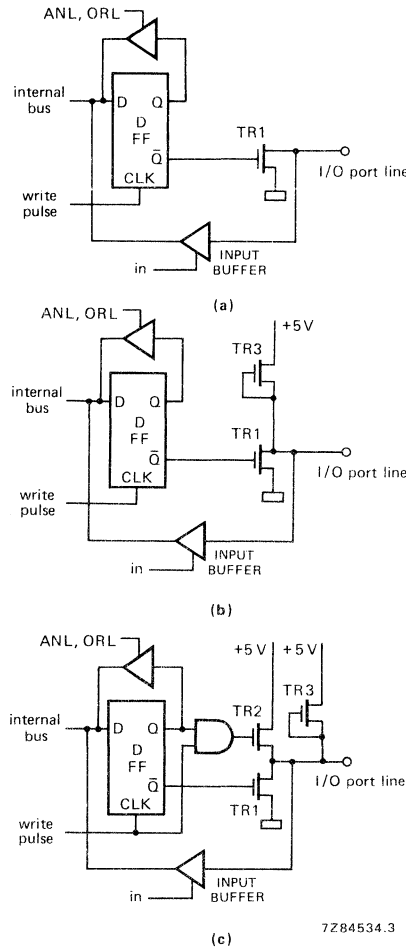 ANL, ORL
internal
bus
D
Q
D
FF
Q̅
CLK
TR1
I/O port line
write
pulse
INPUT
BUFFER
in
(a)
ANL, ORL
+5V
TR3
internal
bus
D
Q
D
FF
Q̅
CLK
TR1
I/O port line
write
pulse
INPUT
BUFFER
in
(b)
ANL, ORL
+5V
+5V
TR3
TR2
internal
bus
D
Q
D
FF
Q̅
CLK
TR1
I/O port line
write
pulse
INPUT
BUFFER
in
(c)
7Z84534.3